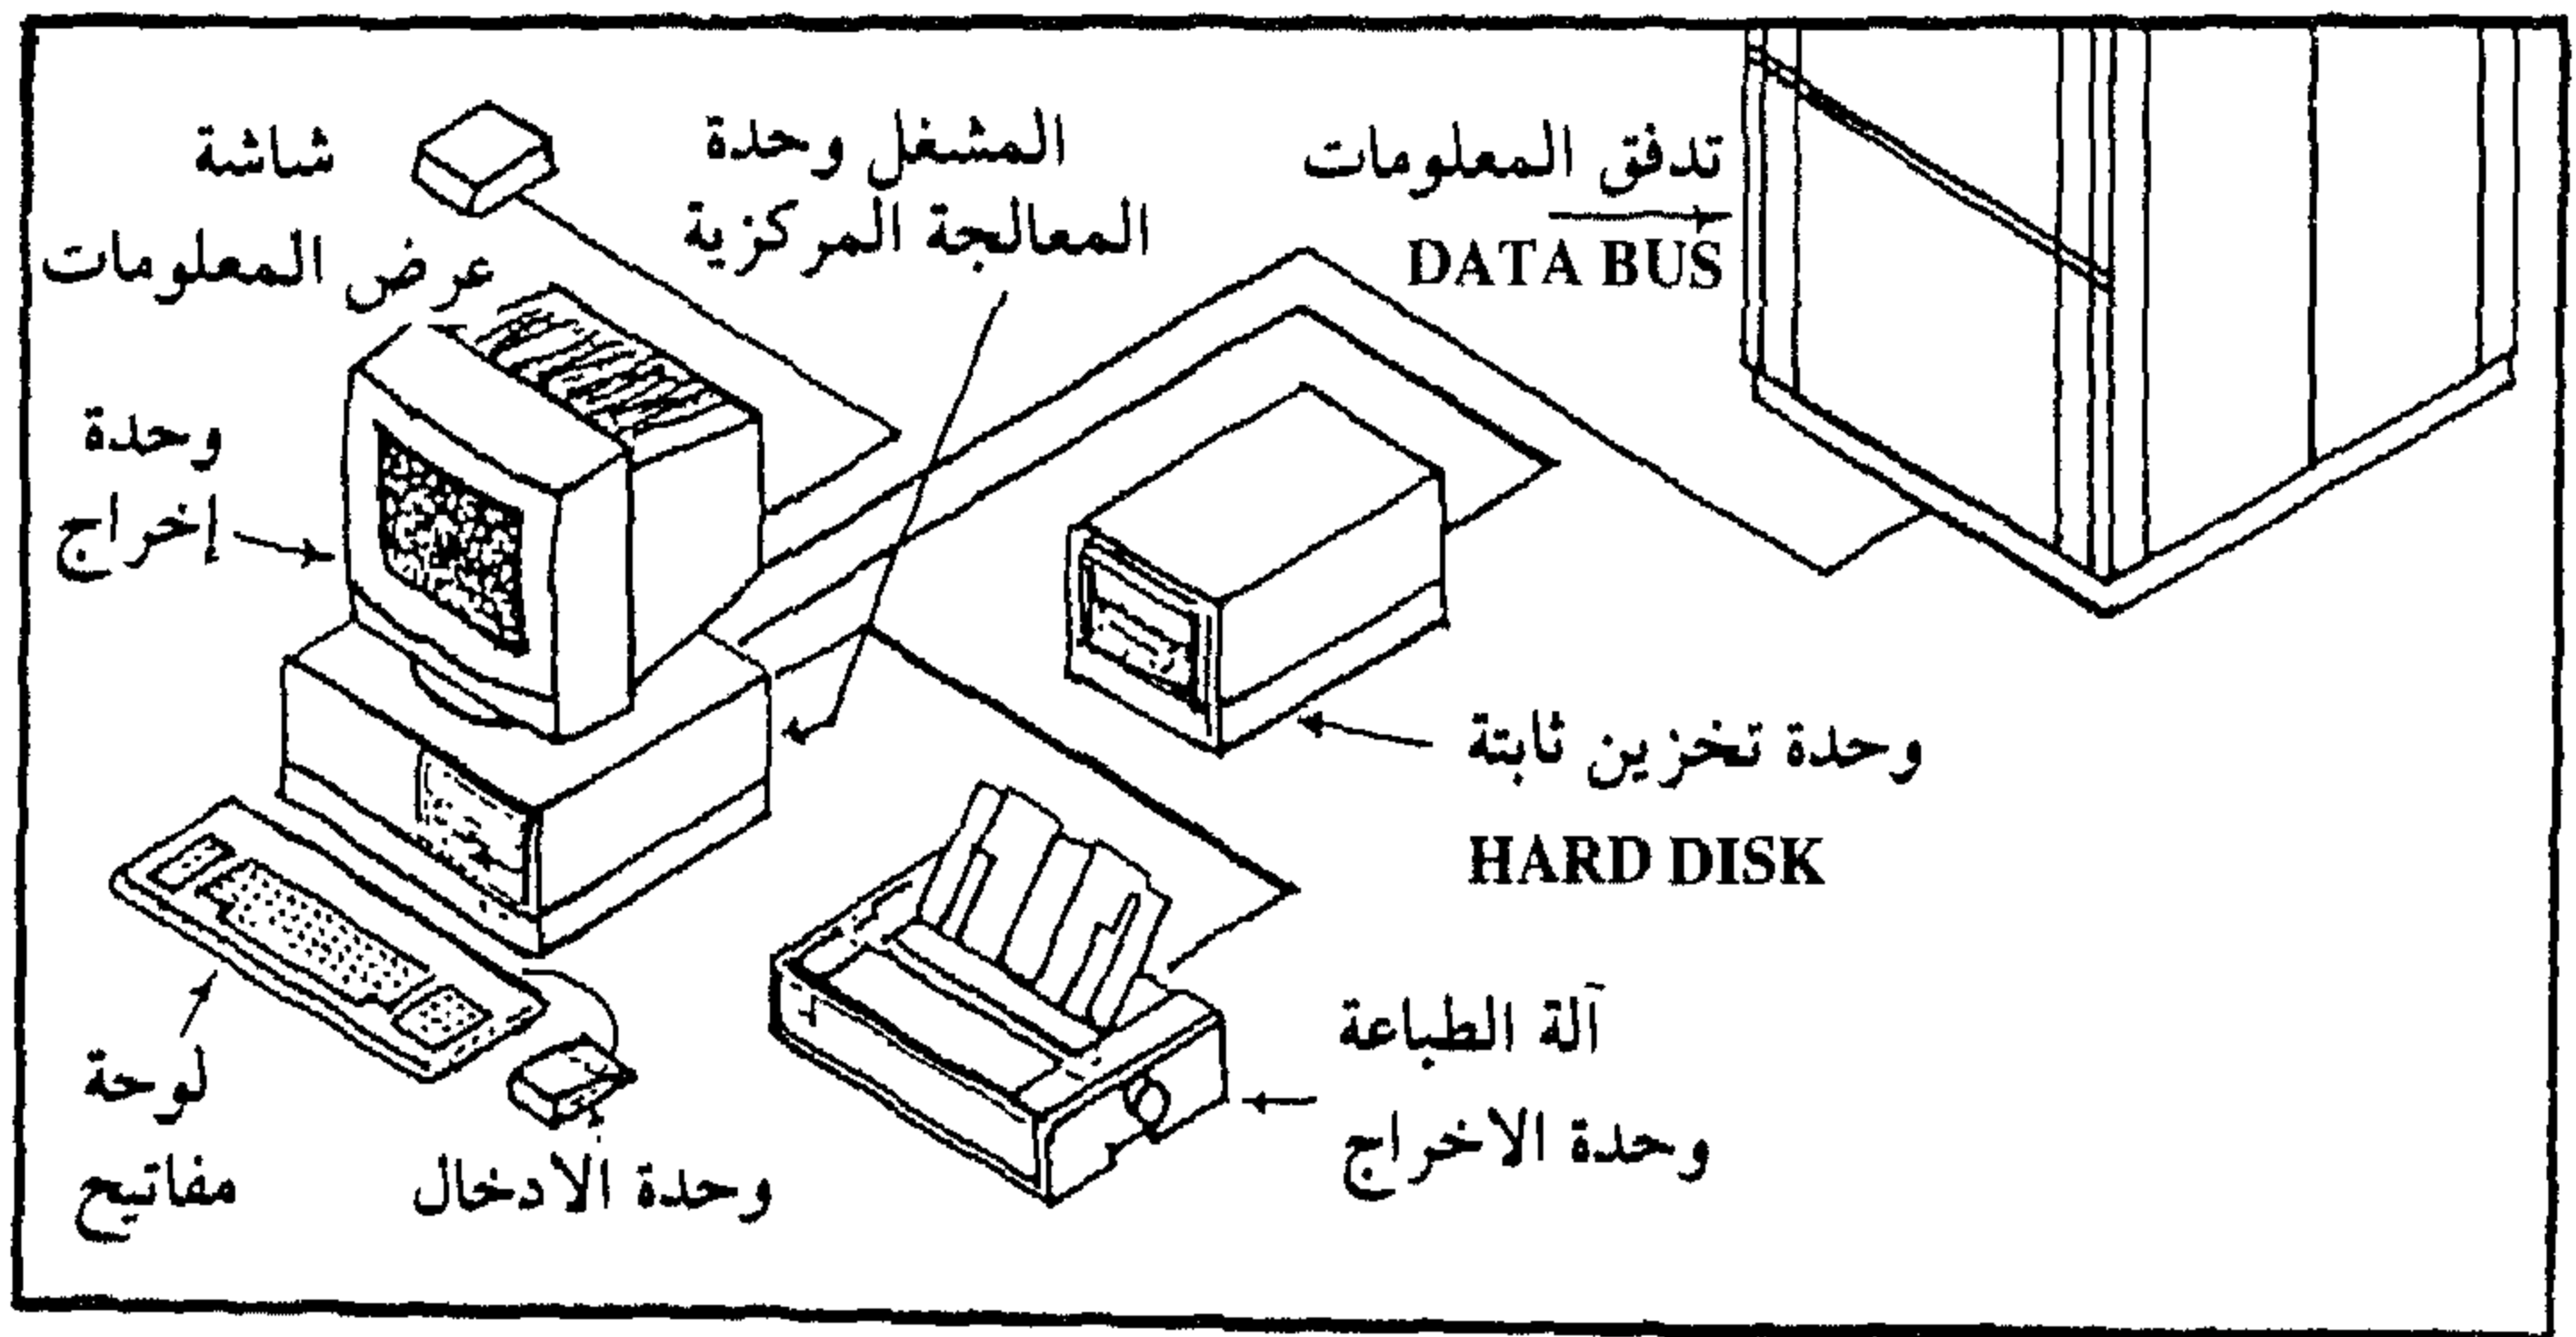 شاشة
عرض المعلومات
المشغل وحدة
المعالجة المركزية
تدفق المعلومات
DATA BUS
وحدة
إخراج
وحدة تخزين ثابتة
HARD DISK
آلة الطباعة
وحدة الاخراج
لوحة
مفاتيح
وحدة الأدخال